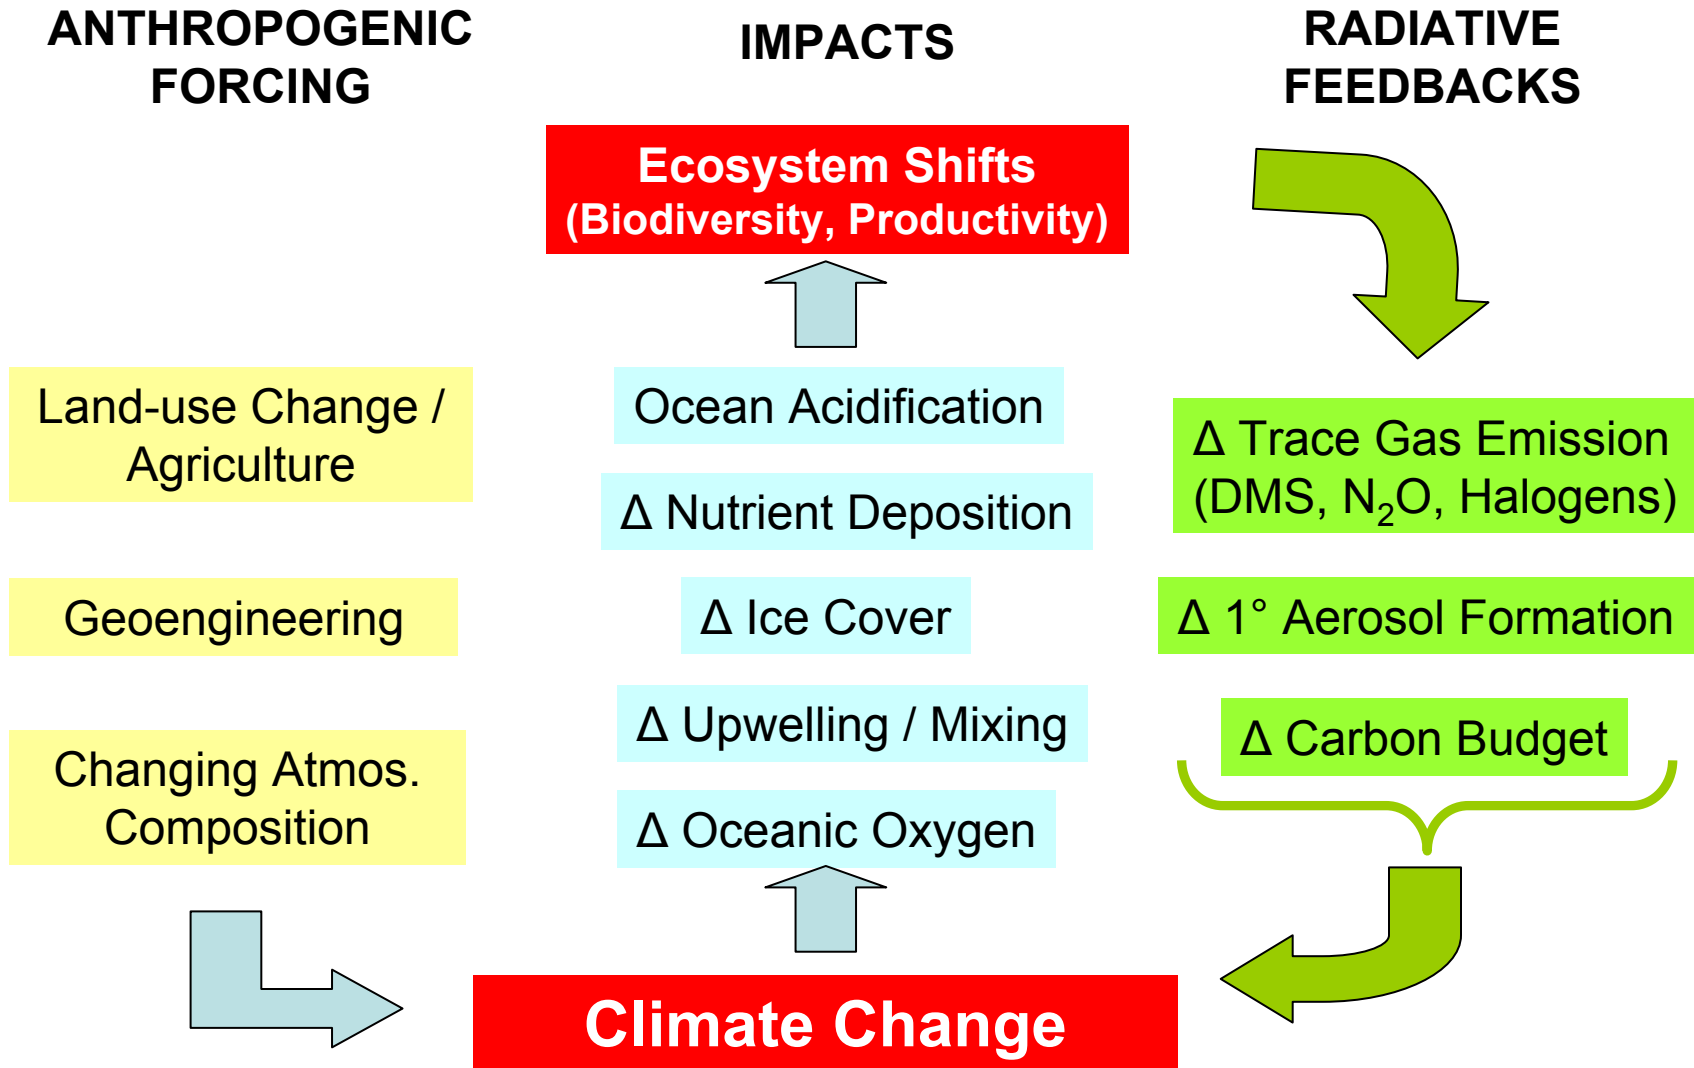 ANTHROPOGENIC
FORCING
IMPACTS
RADIATIVE
FEEDBACKS
Ecosystem Shifts
(Biodiversity, Productivity)
Land-use Change /
Agriculture
Geoengineering
Changing Atmos.
Composition
Ocean Acidification
Δ Nutrient Deposition
Δ Ice Cover
Δ Upwelling / Mixing
Δ Oceanic Oxygen
Δ Trace Gas Emission
(DMS, N₂O, Halogens)
Δ 1° Aerosol Formation
Δ Carbon Budget
Climate Change